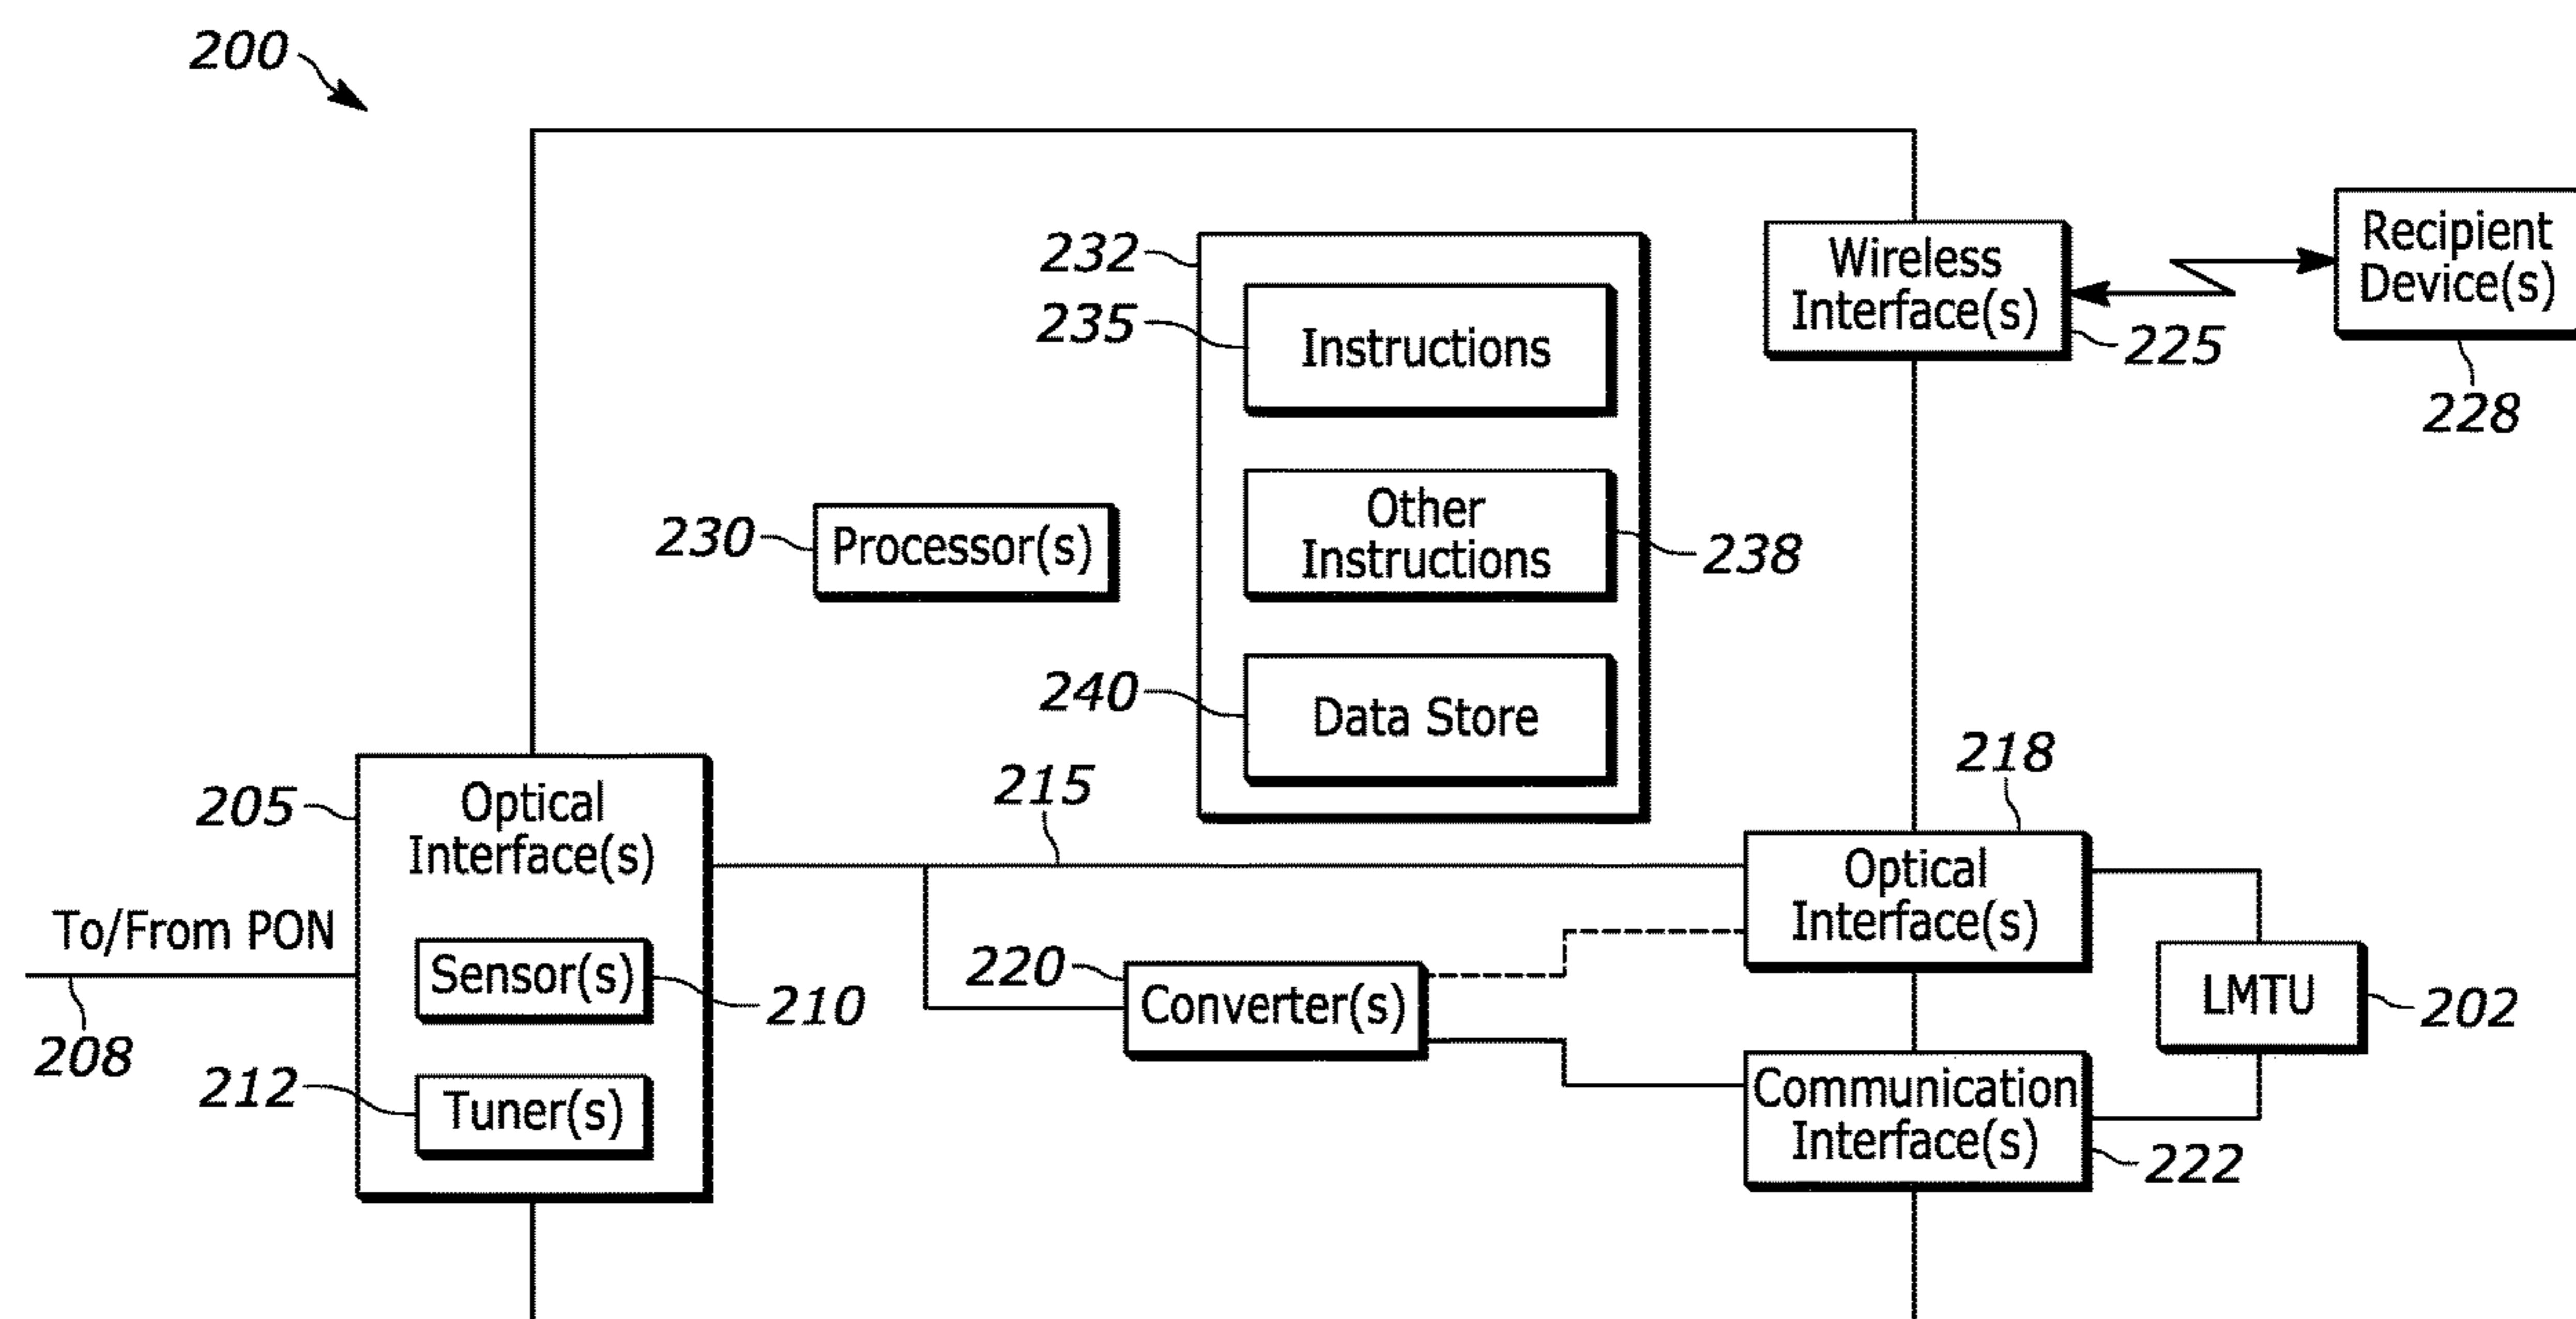 200
232
235
Instructions
Wireless
Interface(s)
225
Recipient
Device(s)
228
230
Processor(s)
Other
Instructions
238
240
Data Store
205
Optical
Interface(s)
215
218
Optical
Interface(s)
To/From PON
208
Sensor(s)
210
212
Tuner(s)
220
Converter(s)
LMTU
202
Communication
Interface(s)
222